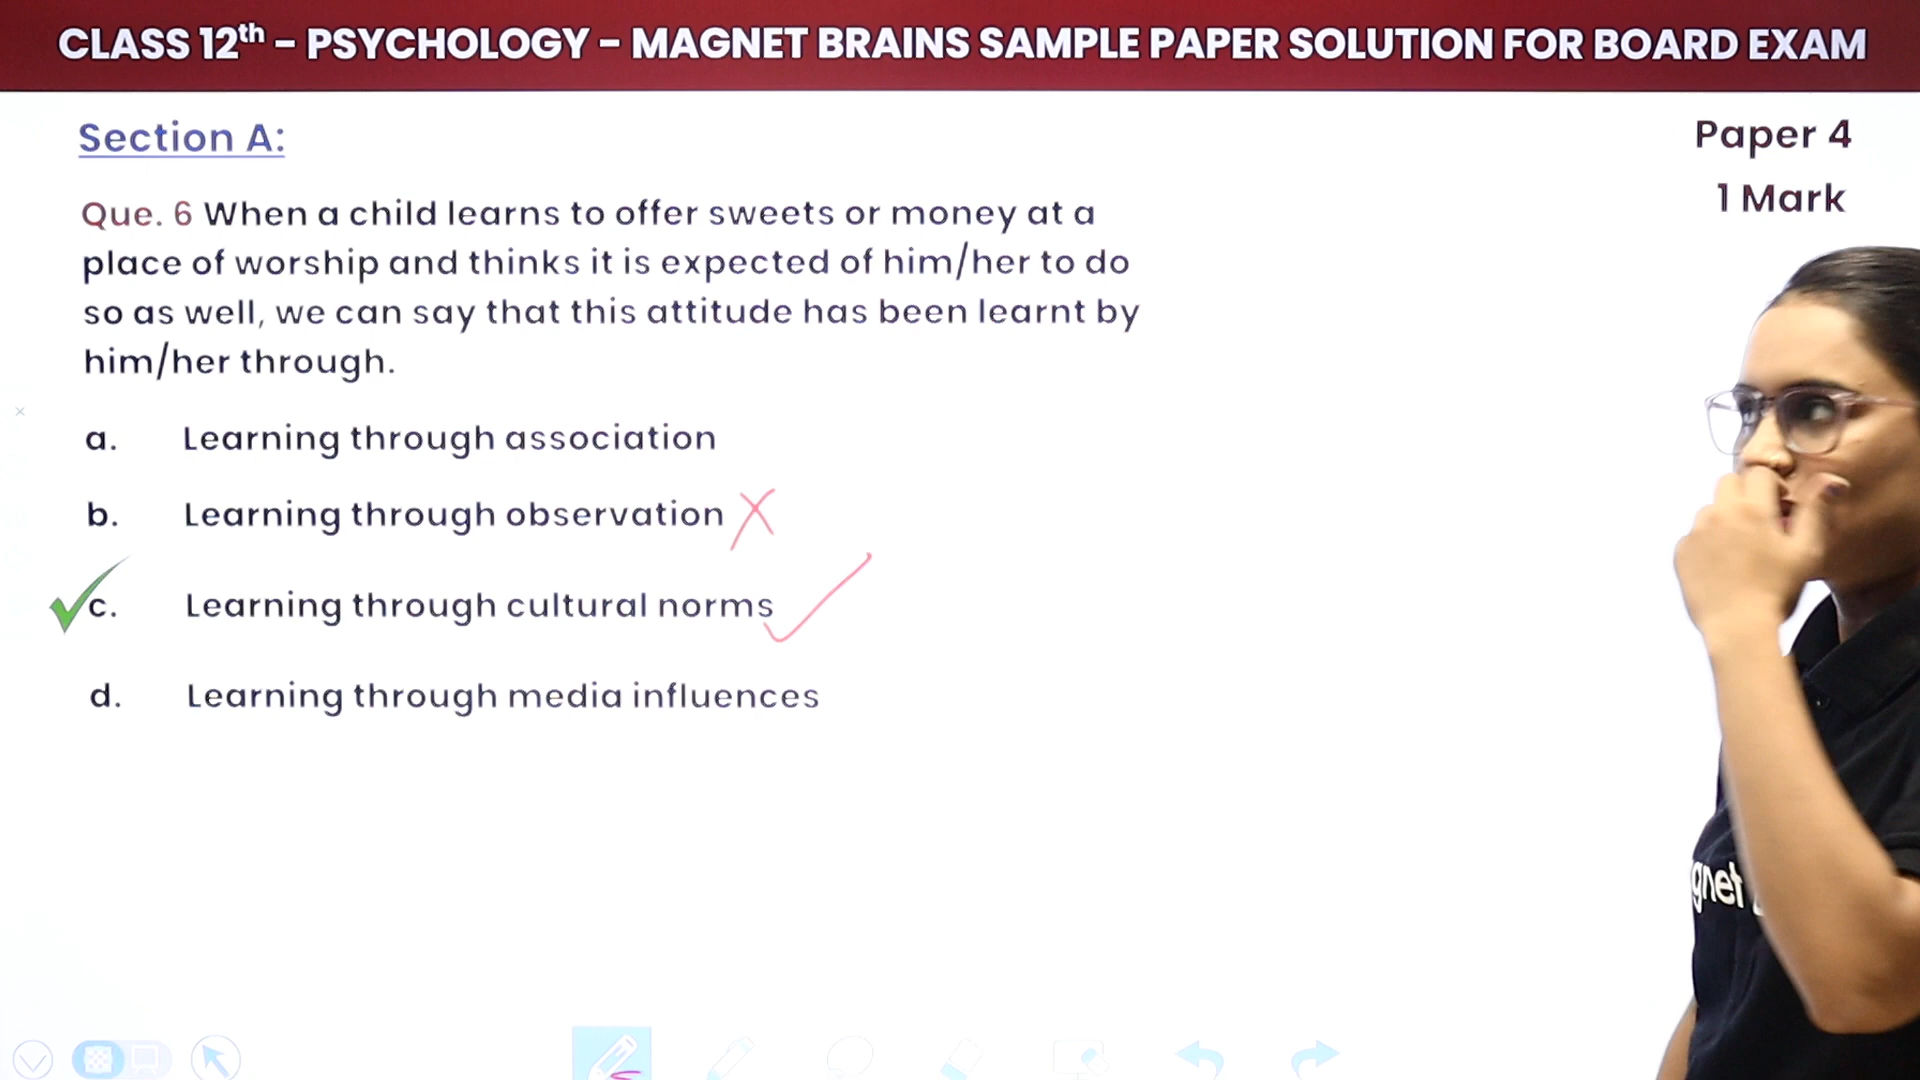 CLASS 12th – PSYCHOLOGY – MAGNET BRAINS SAMPLE PAPER SOLUTION FOR BOARD EXAM
Section A:
Paper 4
1 Mark
Que. 6 When a child learns to offer sweets or money at a
place of worship and thinks it is expected of him/her to do
so as well, we can say that this attitude has been learnt by
him/her through.
a. Learning through association
b. Learning through observation
c. Learning through cultural norms
d. Learning through media influences
gnet